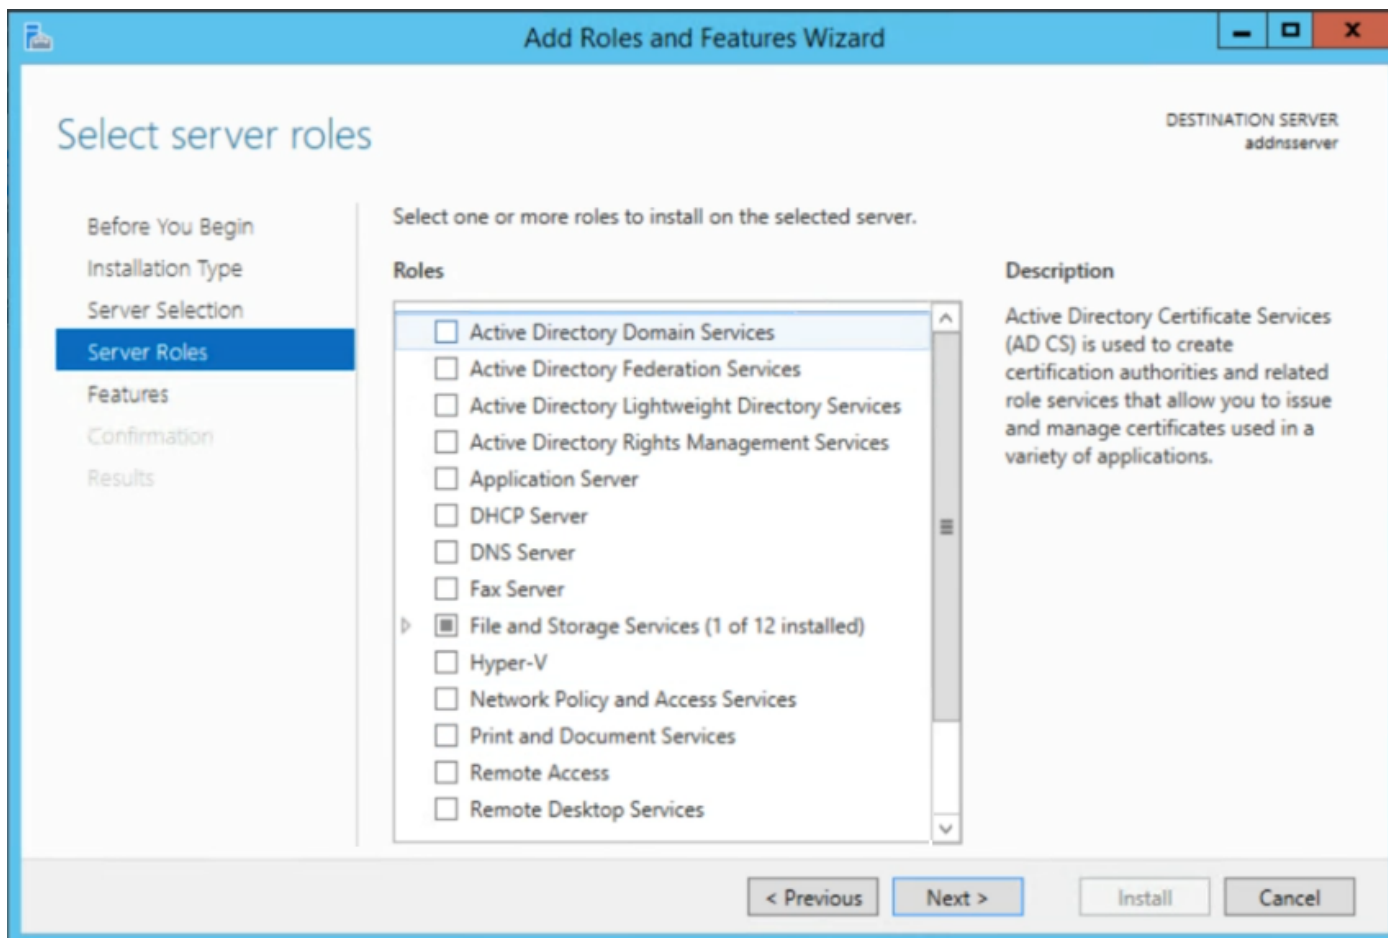 Add Roles and Features Wizard
Select server roles
DESTINATION SERVER
addnsserver
Before You Begin
Installation Type
Server Selection
Server Roles
Features
Confirmation
Results
Select one or more roles to install on the selected server.
Roles
Active Directory Domain Services
Active Directory Federation Services
Active Directory Lightweight Directory Services
Active Directory Rights Management Services
Application Server
DHCP Server
DNS Server
Fax Server
File and Storage Services (1 of 12 installed)
Hyper-V
Network Policy and Access Services
Print and Document Services
Remote Access
Remote Desktop Services
Description
Active Directory Certificate Services
(AD CS) is used to create
certification authorities and related
role services that allow you to issue
and manage certificates used in a
variety of applications.
< Previous
Next >
Install
Cancel